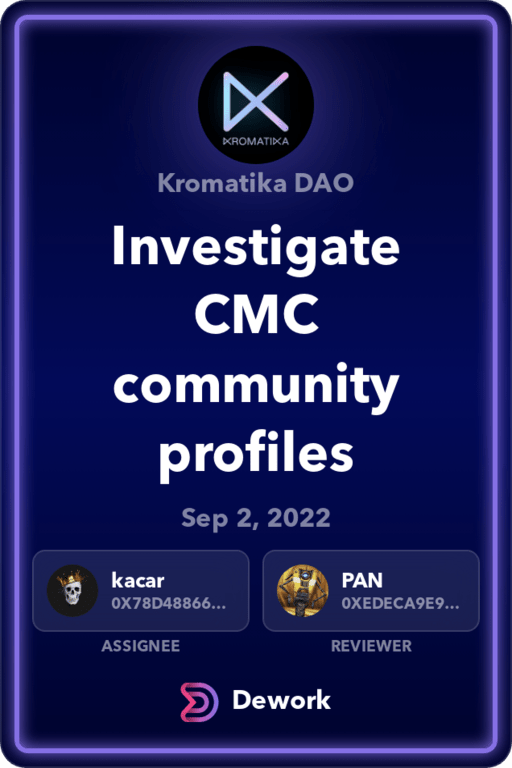 KROMATIKA
Kromatika DAO
Investigate
CMC
community
profiles
Sep 2, 2022
kacar
0X78D48866...
PAN
0XEDECA9E9...
ASSIGNEE
REVIEWER
Dework